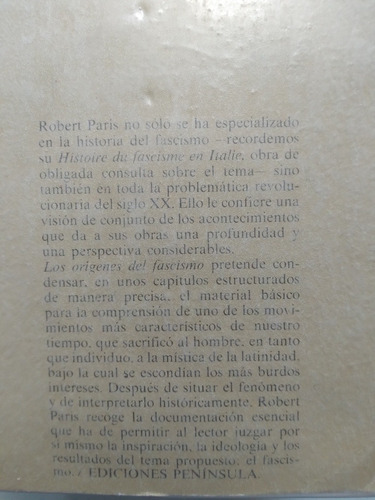 Robert Paris no sólo se ha especializado
en la historia del fascismo –recordemos
su Histoire du fascisme en Italie, obra de
obligada consulta sobre el tema– sino
también en toda la problemática revolu-
cionaria del siglo XX. Ello le confiere una
visión de conjunto de los acontecimientos
que da a sus obras una profundidad y
una perspectiva considerables.
Los orígenes del fascismo pretende con-
densar, en unos capítulos estructurados
de manera precisa, el material básico
para la comprensión de uno de los movi-
mientos más característicos de nuestro
tiempo, que sacrificó al hombre, en tanto
que individuo, a la mística de la latinidad,
bajo la cual se escondían los más burdos
intereses. Después de situar el fenómeno
y de interpretarlo históricamente, Robert
Paris recoge la documentación esencial
que ha de permitir al lector juzgar por
sí mismo la inspiración, la ideología y los
resultados del tema propuesto: el fascis-
mo. / EDICIONES PENÍNSULA.